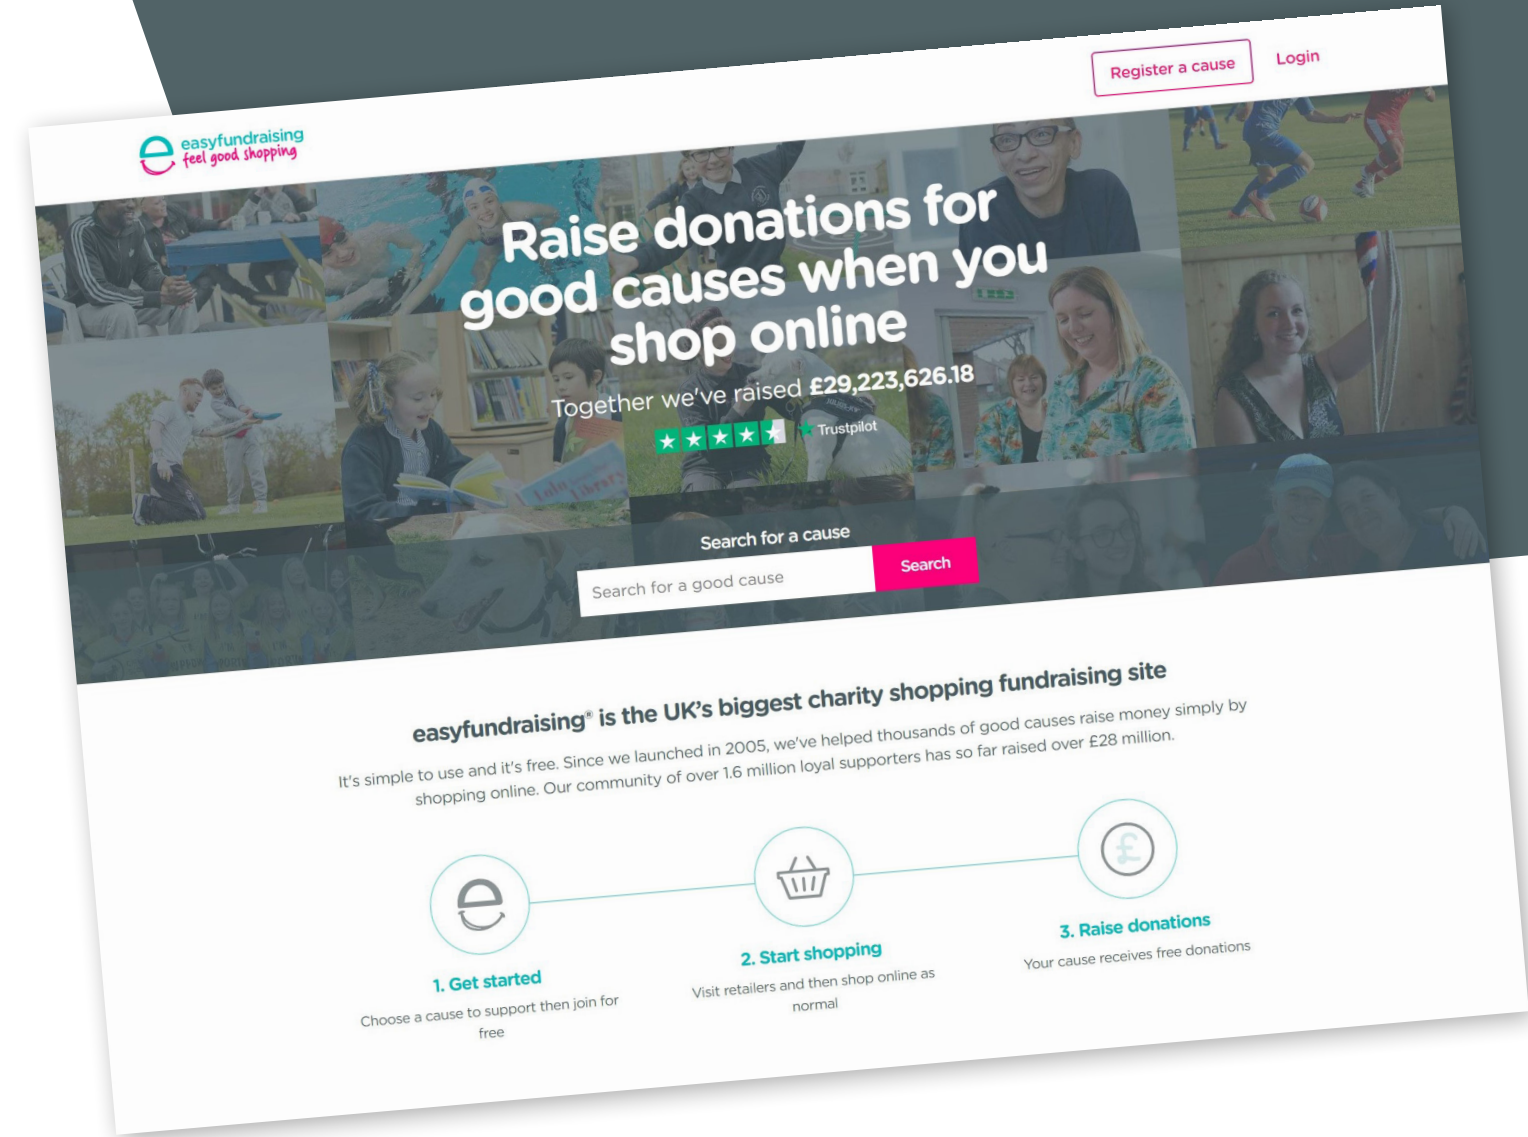 easyfundraising
feel good shopping
Register a cause
Login
Raise donations for
good causes when you
shop online
Together we've raised £29,223,626.18
Trustpilot
Search for a cause
Search for a good cause
Search
easyfundraising® is the UK's biggest charity shopping fundraising site
It's simple to use and it's free. Since we launched in 2005, we've helped thousands of good causes raise money simply by
shopping online. Our community of over 1.6 million loyal supporters has so far raised over £28 million.
1. Get started
Choose a cause to support then join for
free
2. Start shopping
Visit retailers and then shop online as
normal
3. Raise donations
Your cause receives free donations